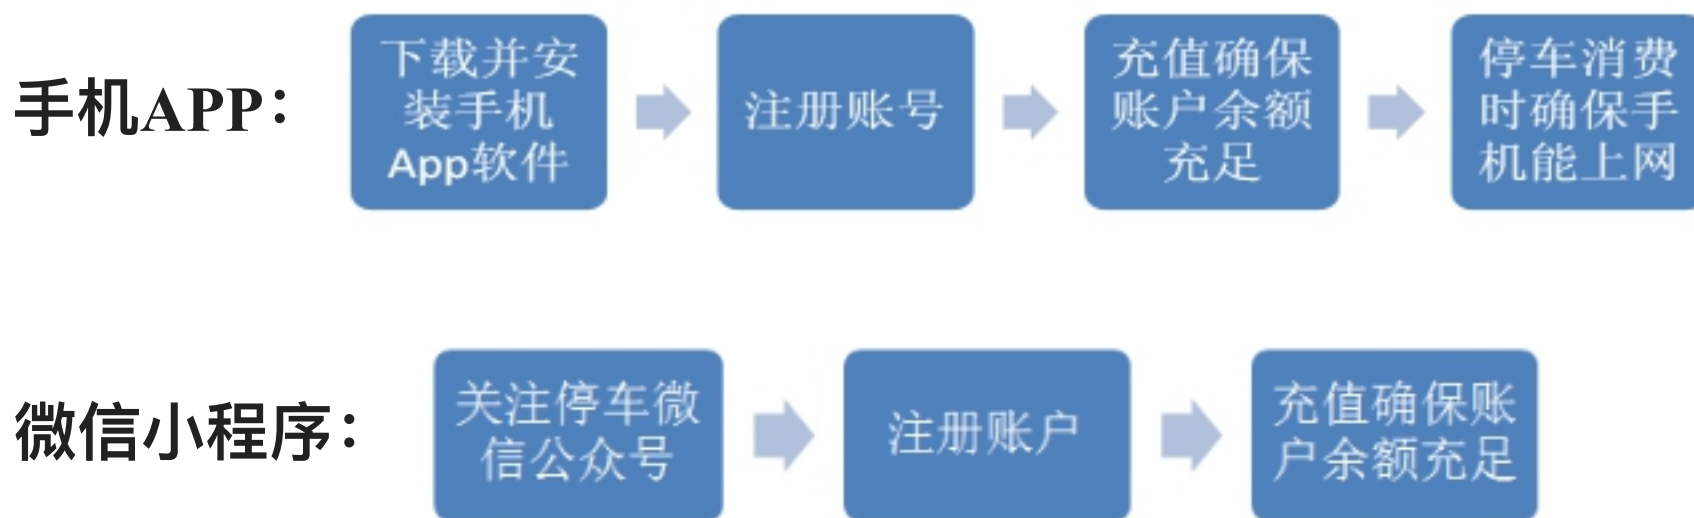 手机APP：
下载并安
装手机
App软件
注册账号
充值确保
账户余额
充足
停车消费
时确保手
机能上网
微信小程序：
关注停车微
信公众号
注册账户
充值确保账
户余额充足